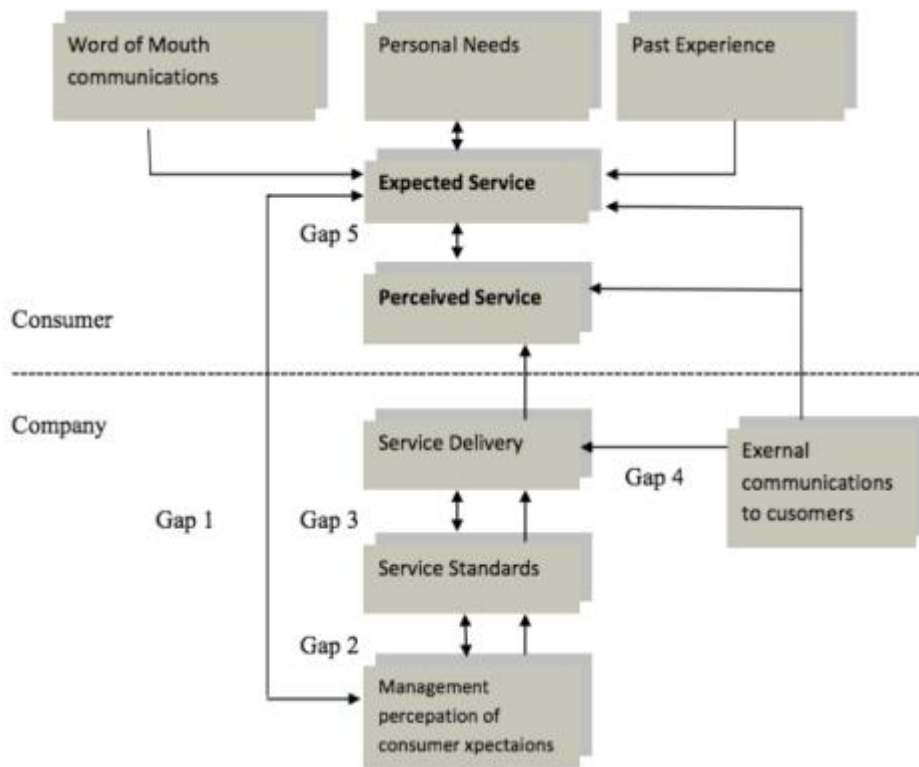 Word of Mouth
communications
Personal Needs
Past Experience
Expected Service
Gap 5
Perceived Service
Consumer
Company
Service Delivery
Exernal
communications
to cusomers
Gap 4
Gap 1
Gap 3
Service Standards
Gap 2
Management
percepation of
consumer xpectaions